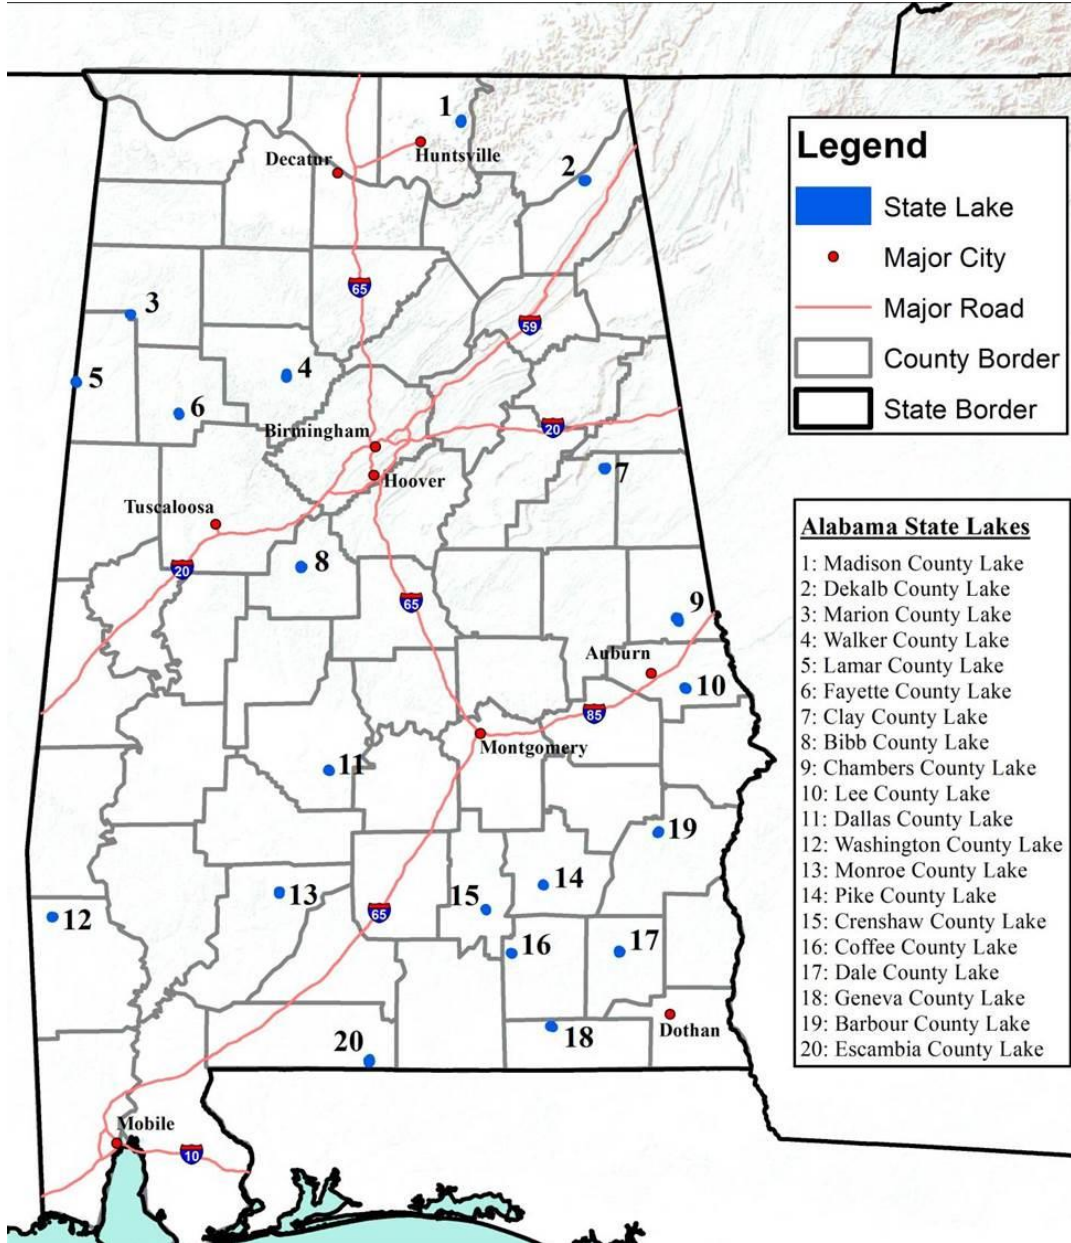 1
Huntsville
Decatur
2
65
3
59
4
5
6
Birmingham
20
Hoover
7
Tuscaloosa
20
8
65
9
Auburn
10
85
Montgomery
11
19
14
13
15
65
12
16
17
Dothan
18
20
Mobile
10
Legend
State Lake
Major City
Major Road
County Border
State Border
Alabama State Lakes
1: Madison County Lake
2: Dekalb County Lake
3: Marion County Lake
4: Walker County Lake
5: Lamar County Lake
6: Fayette County Lake
7: Clay County Lake
8: Bibb County Lake
9: Chambers County Lake
10: Lee County Lake
11: Dallas County Lake
12: Washington County Lake
13: Monroe County Lake
14: Pike County Lake
15: Crenshaw County Lake
16: Coffee County Lake
17: Dale County Lake
18: Geneva County Lake
19: Barbour County Lake
20: Escambia County Lake